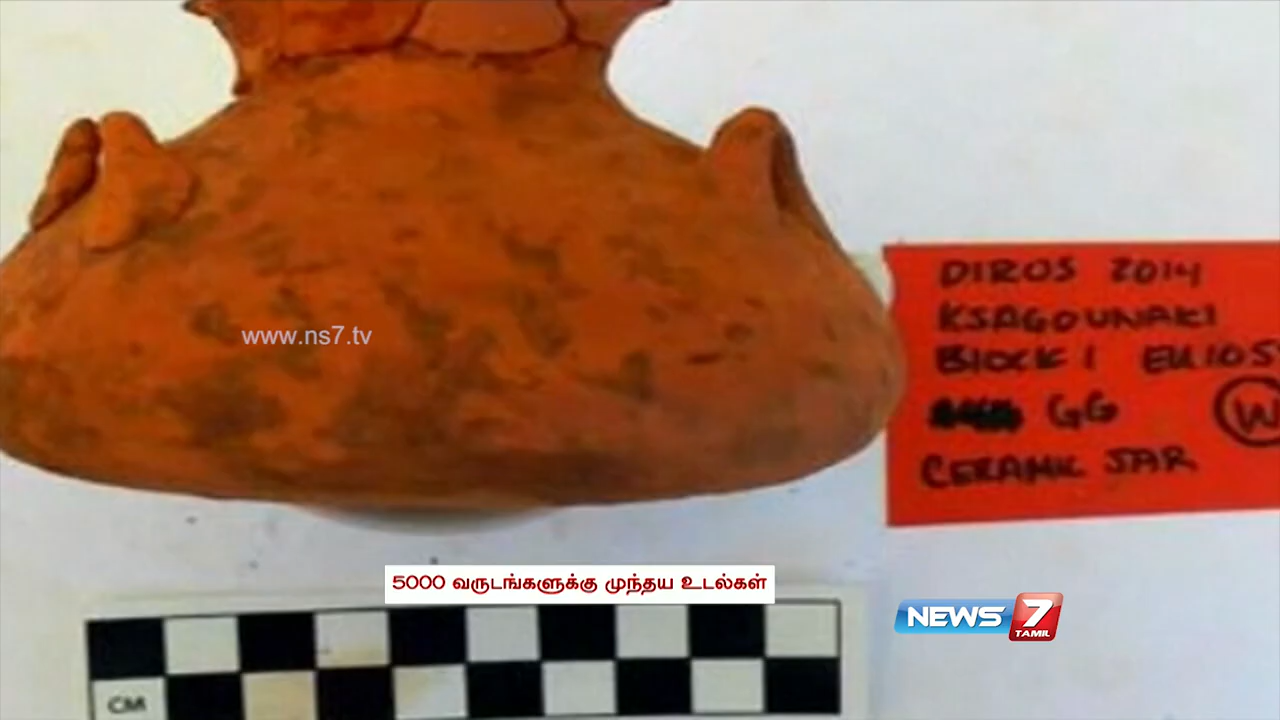 www.ns7.tv
DIROS 2014
KSAGOUNAKI
BLOCK 1 EU105
GG W
CERAMIC JAR
5000 வருடங்களுக்கு முந்தய உடல்கள்
NEWS 7
TAMIL
CM